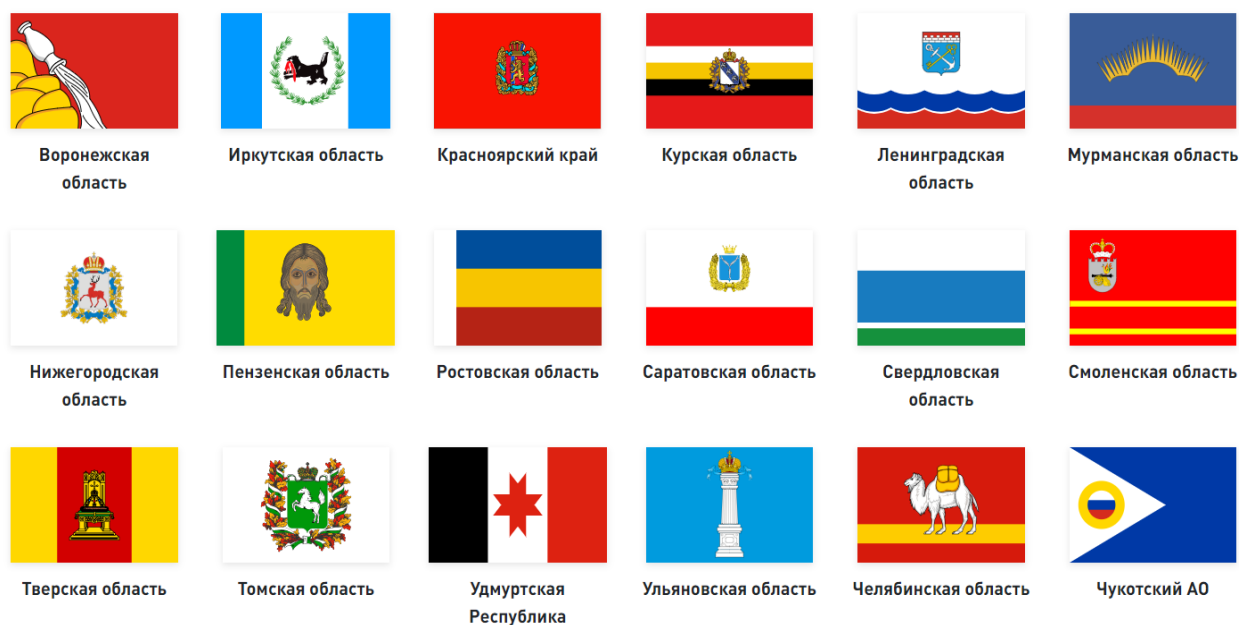 Воронежская
область
Иркутская область
Красноярский край
Курская область
Ленинградская
область
Мурманская область
Нижегородская
область
Пензенская область
Ростовская область
Саратовская область
Свердловская
область
Смоленская область
Тверская область
Томская область
Удмуртская
Республика
Ульяновская область
Челябинская область
Чукотский АО